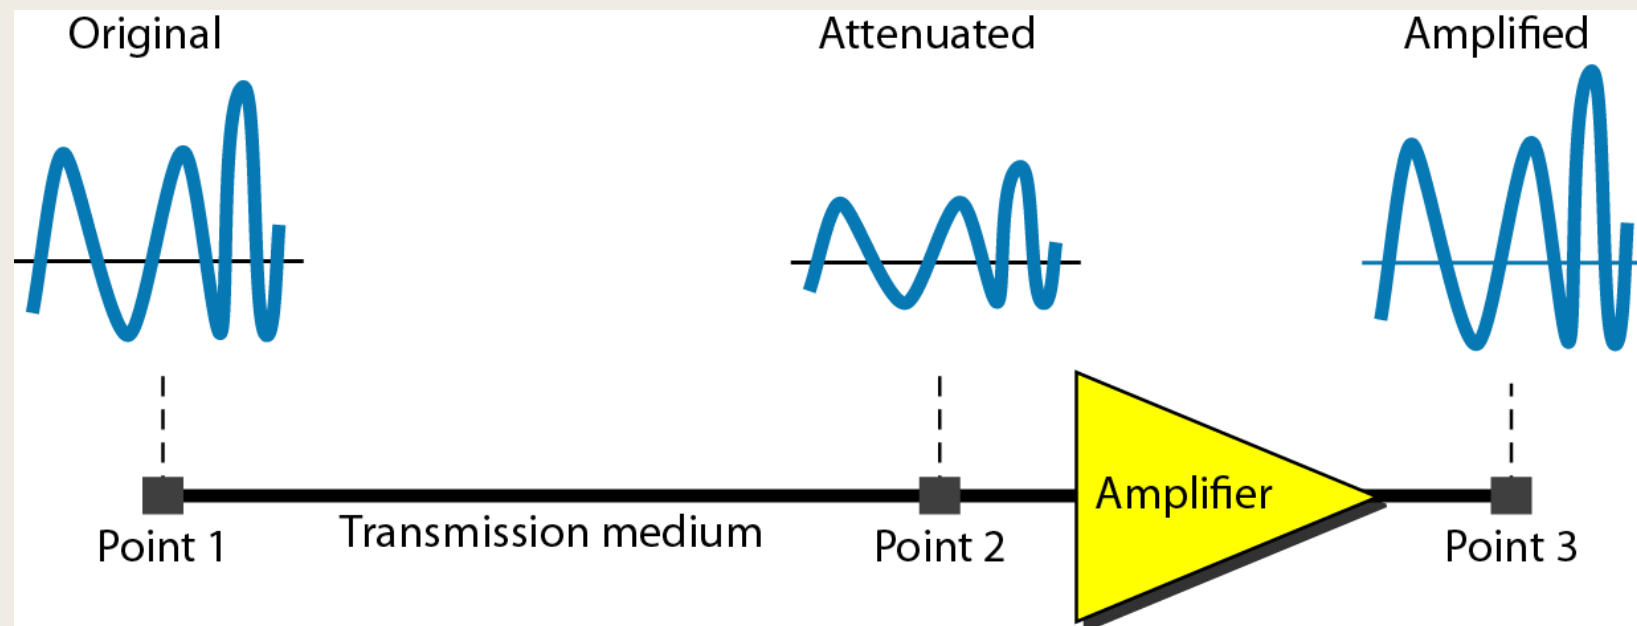 Original
Attenuated
Amplified
Amplifier
Transmission medium
Point 1
Point 2
Point 3